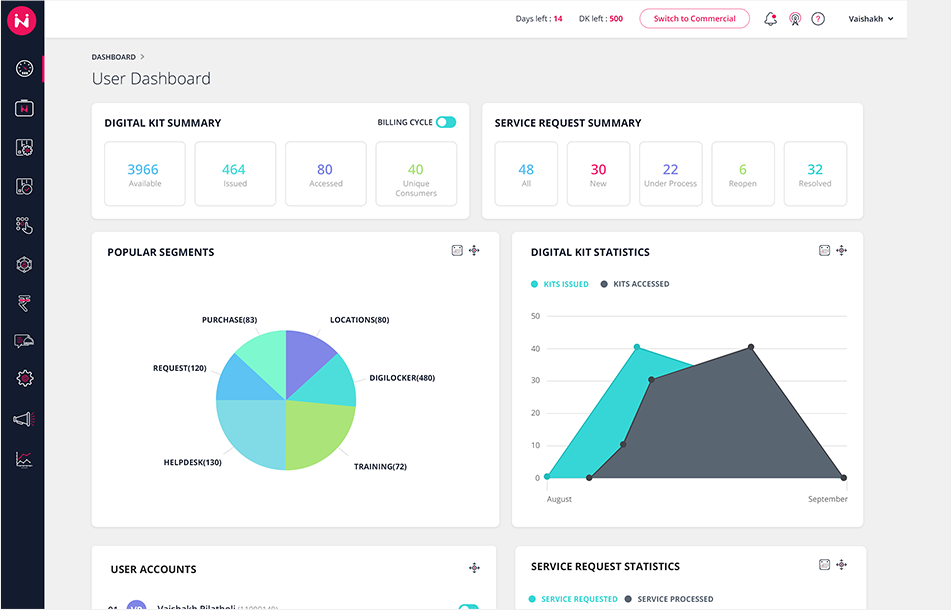 Days left : 14 DK left : 500 Switch to Commercial ? Vaishakh
DASHBOARD >
User Dashboard
DIGITAL KIT SUMMARY BILLING CYCLE
3966 464 80 40
Available Issued Accessed Unique
Consumers
SERVICE REQUEST SUMMARY
48 30 22 6 32
All New Under Process Reopen Resolved
POPULAR SEGMENTS
PURCHASE(83) LOCATIONS(80)
REQUEST(120) DIGILOCKER(480)
HELPDESK(130) TRAINING(72)
DIGITAL KIT STATISTICS
KITS ISSUED KITS ACCESSED
50
40
30
20
10
0
August September
USER ACCOUNTS
Vaishakh
SERVICE REQUEST STATISTICS
SERVICE REQUESTED SERVICE PROCESSED